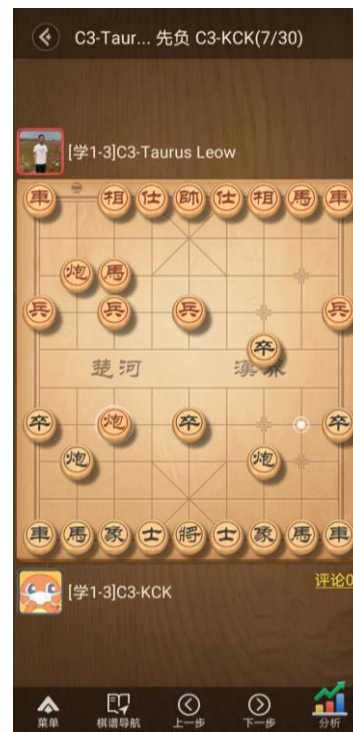 C3-Taur... 先负 C3-KCK(7/30)
[学1-3]C3-Taurus Leow
車 相 仕 帥 仕 相 馬 車
炮 馬
兵 兵 兵 兵
卒
楚河 漢界
卒 炮 卒
炮 炮
車 馬 象 士 將 士 象 馬 車
评论0
[学1-3]C3-KCK
菜单 棋谱导航 上一步 下一步 分析